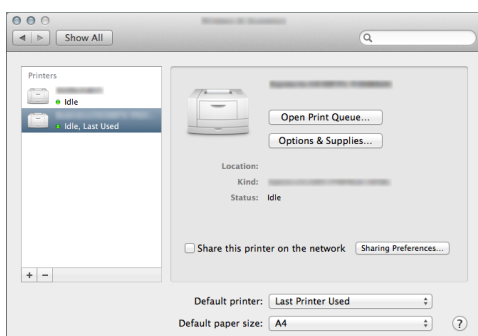 Show All
Printers
Idle
Idle, Last Used
Open Print Queue...
Options & Supplies...
Location:
Kind:
Status: Idle
Share this printer on the network Sharing Preferences...
+ −
Default printer: Last Printer Used
Default paper size: A4 ?